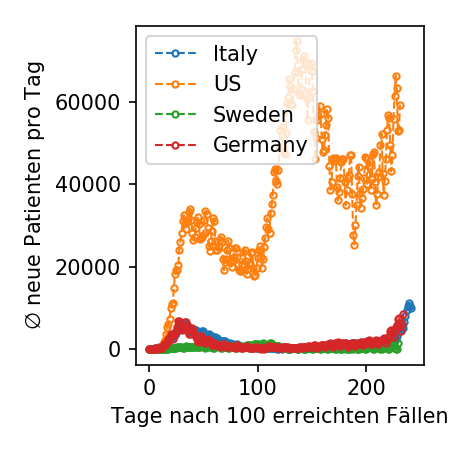 Italy
US
Sweden
Germany
∅ neue Patienten pro Tag
60000
40000
20000
0
0 100 200
Tage nach 100 erreichten Fällen